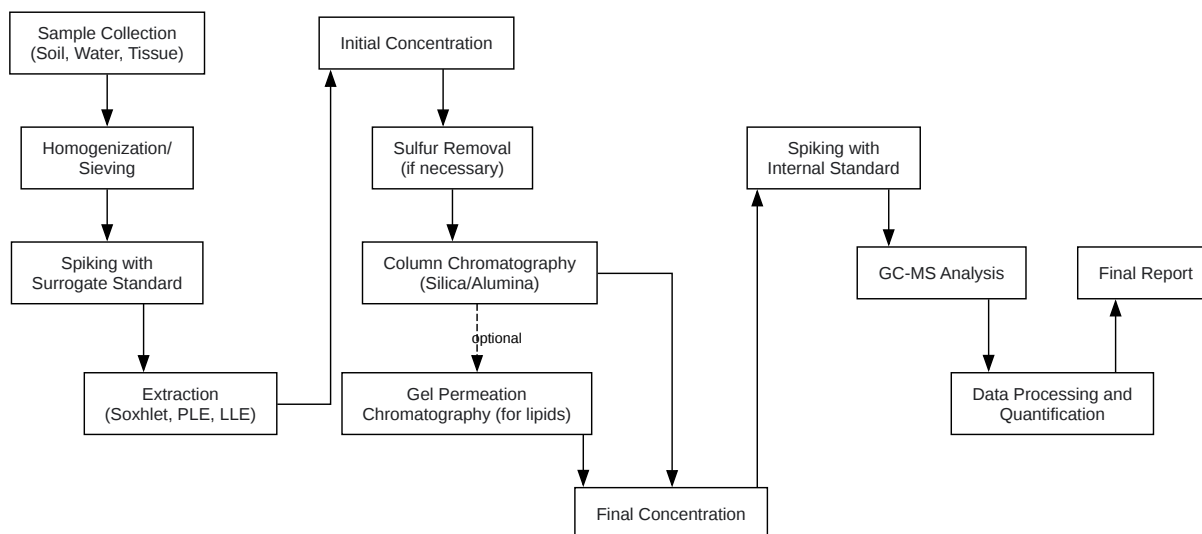 Sample Collection
(Soil, Water, Tissue)
Homogenization/
Sieving
Spiking with
Surrogate Standard
Extraction
(Soxhlet, PLE, LLE)
Initial Concentration
Sulfur Removal
(if necessary)
Column Chromatography
(Silica/Alumina)
optional
Gel Permeation
Chromatography (for lipids)
Final Concentration
Spiking with
Internal Standard
GC-MS Analysis
Data Processing and
Quantification
Final Report